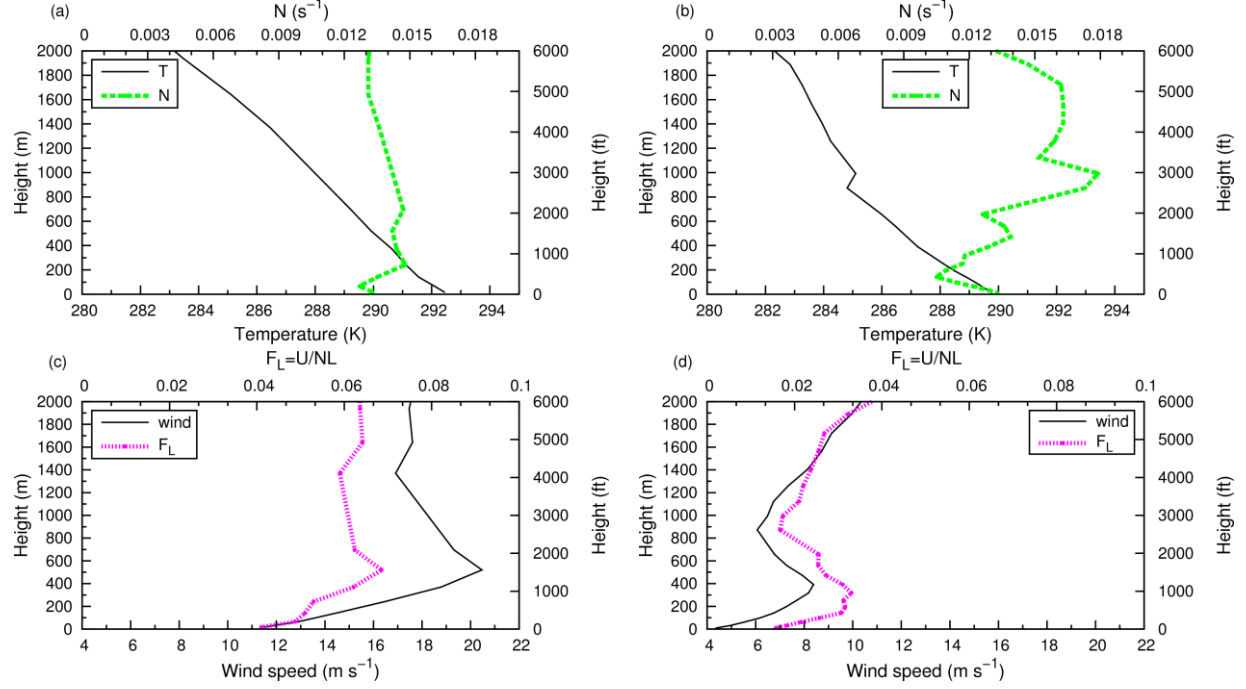 (a) N (s⁻¹)
0 0.003 0.006 0.009 0.012 0.015 0.018
2000 1800 1600 1400 1200 1000 800 600 400 200 0
Height (m)
T
N
6000 5000 4000 3000 2000 1000 0
Height (ft)
280 282 284 286 288 290 292 294
Temperature (K)
(b) N (s⁻¹)
0 0.003 0.006 0.009 0.012 0.015 0.018
2000 1800 1600 1400 1200 1000 800 600 400 200 0
Height (m)
T
N
6000 5000 4000 3000 2000 1000 0
Height (ft)
280 282 284 286 288 290 292 294
Temperature (K)
(c) F_L=U/NL
0 0.02 0.04 0.06 0.08 0.1
2000 1800 1600 1400 1200 1000 800 600 400 200 0
Height (m)
wind
F_L
6000 5000 4000 3000 2000 1000 0
Height (ft)
4 6 8 10 12 14 16 18 20 22
Wind speed (m s⁻¹)
(d) F_L=U/NL
0 0.02 0.04 0.06 0.08 0.1
2000 1800 1600 1400 1200 1000 800 600 400 200 0
Height (m)
wind
F_L
6000 5000 4000 3000 2000 1000 0
Height (ft)
4 6 8 10 12 14 16 18 20 22
Wind speed (m s⁻¹)